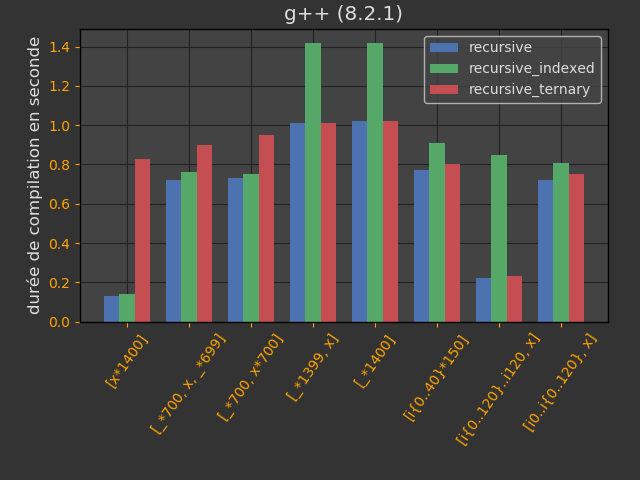 g++ (8.2.1)
durée de compilation en seconde
1.4
1.2
1.0
0.8
0.6
0.4
0.2
0.0
recursive
recursive_indexed
recursive_ternary
[x*1400]
[_*700, x, _*699]
[_*700, x*700]
[_*1399, x]
[_*1400]
[i{0..40}*150]
[i{0..120}..i120, x]
[i0..i{0..120}, x]